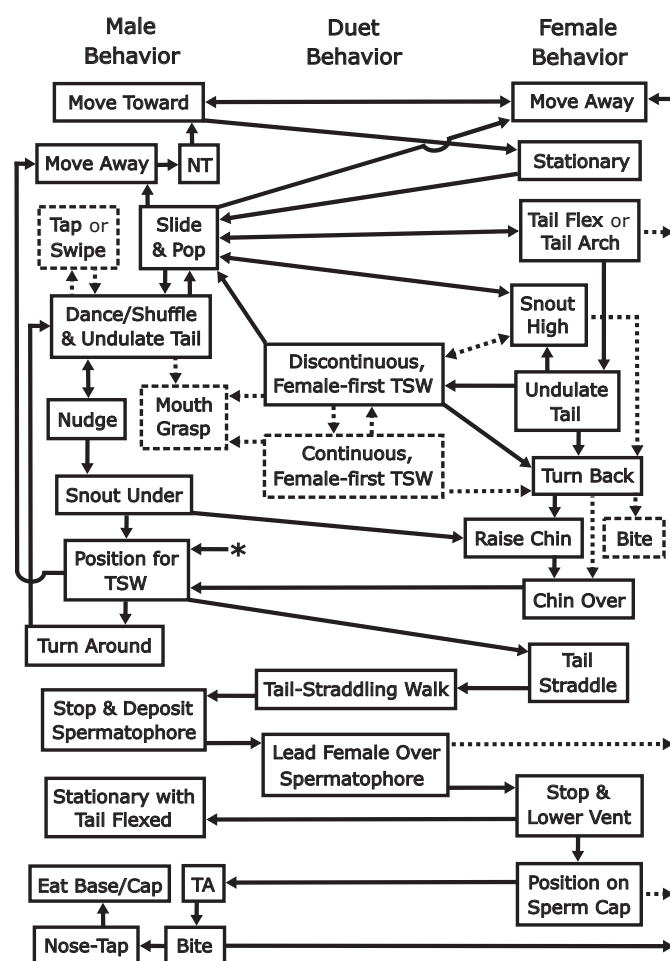 Male
Behavior
Duet
Behavior
Female
Behavior
Move Toward
Move Away
Move Away
NT
Stationary
Tap or
Swipe
Slide
& Pop
Tail Flex or
Tail Arch
Dance/Shuffle
& Undulate Tail
Snout
High
Discontinuous,
Female-first TSW
Nudge
Mouth
Grasp
Undulate
Tail
Continuous,
Female-first TSW
Turn Back
Snout Under
Raise Chin
Bite
Position for
TSW
*
Chin Over
Turn Around
Tail
Straddle
Tail-Straddling Walk
Stop & Deposit
Spermatophore
Lead Female Over
Spermatophore
Stationary with
Tail Flexed
Stop &
Lower Vent
Eat Base/Cap
TA
Position on
Sperm Cap
Nose-Tap
Bite